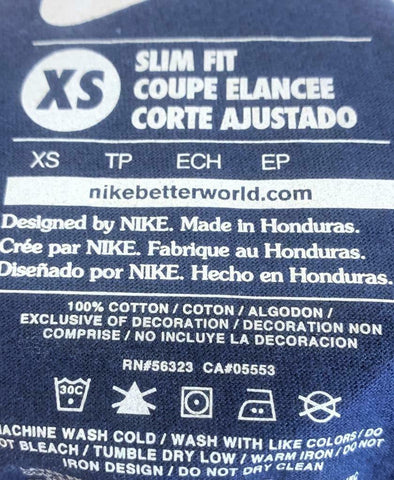 XS
SLIM FIT
COUPE ELANCEE
CORTE AJUSTADO
XS TP ECH EP
nikebetterworld.com
Designed by NIKE. Made in Honduras.
Crée par NIKE. Fabrique au Honduras.
Diseñado por NIKE. Hecho en Honduras.
100% COTTON / COTON / ALGODON /
EXCLUSIVE OF DECORATION / DECORATION NON
COMPRISE / NO INCLUYE LA DECORACION
RN#56323 CA#05553
30C
MACHINE WASH COLD / WASH WITH LIKE COLORS / DO
NOT BLEACH / TUMBLE DRY LOW / WARM IRON / DO NOT
IRON DESIGN / DO NOT DRY CLEAN